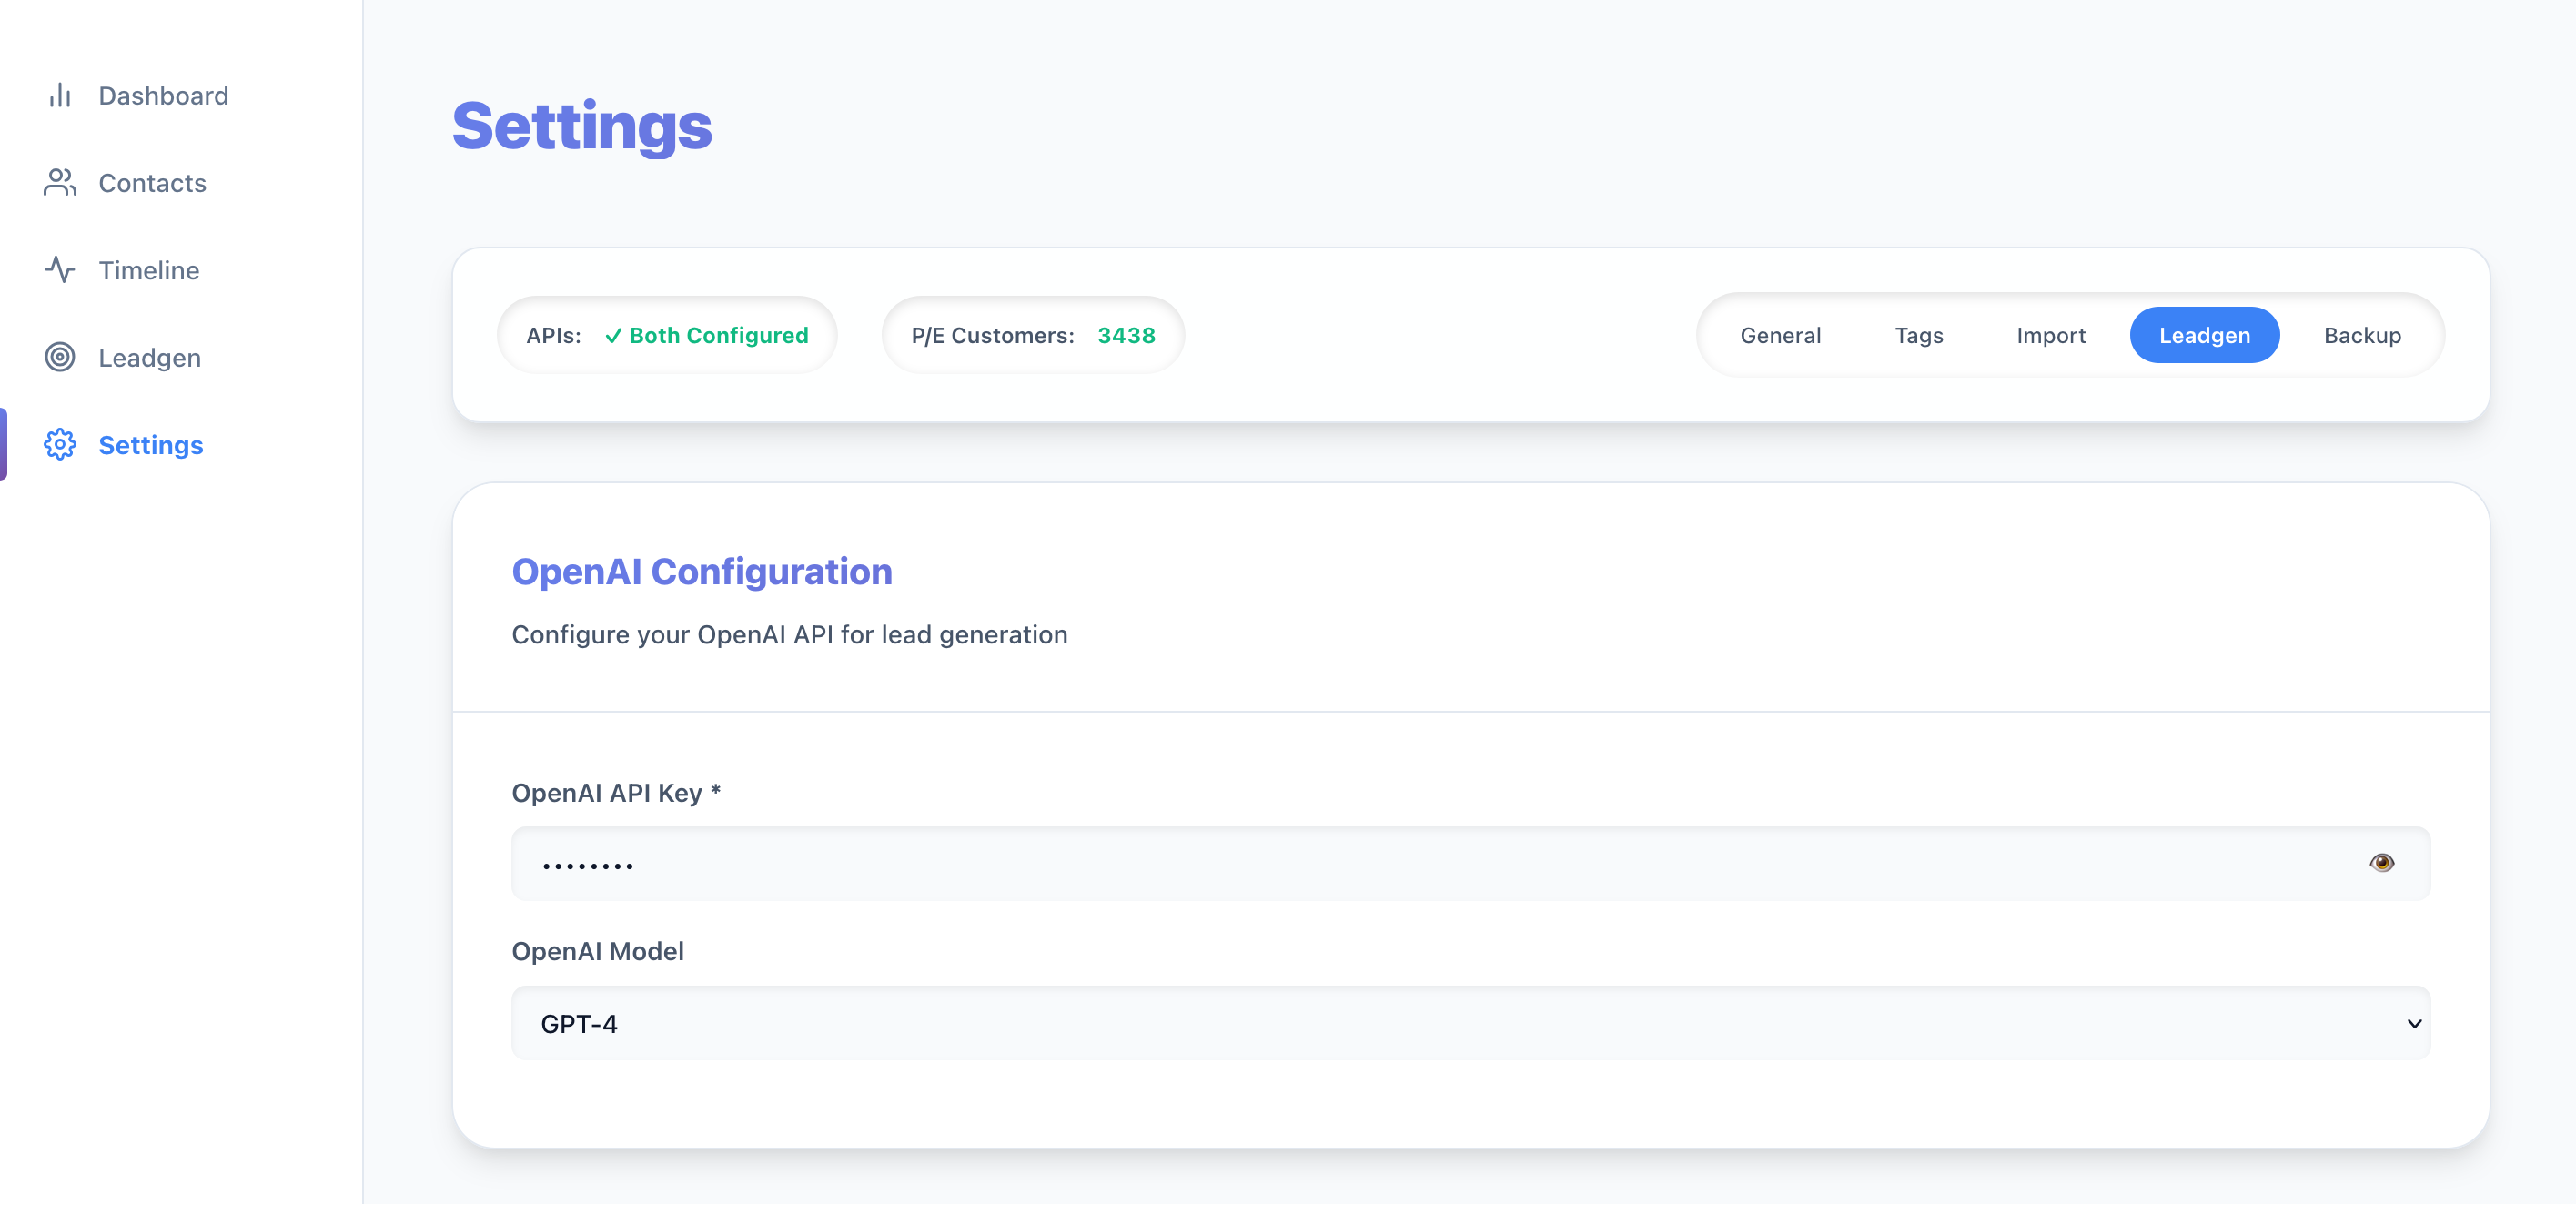 Dashboard
Contacts
Timeline
Leadgen
Settings
Settings
APIs: ✓ Both Configured
P/E Customers: 3438
General Tags Import Leadgen Backup
OpenAI Configuration
Configure your OpenAI API for lead generation
OpenAI API Key *
••••••••
OpenAI Model
GPT-4